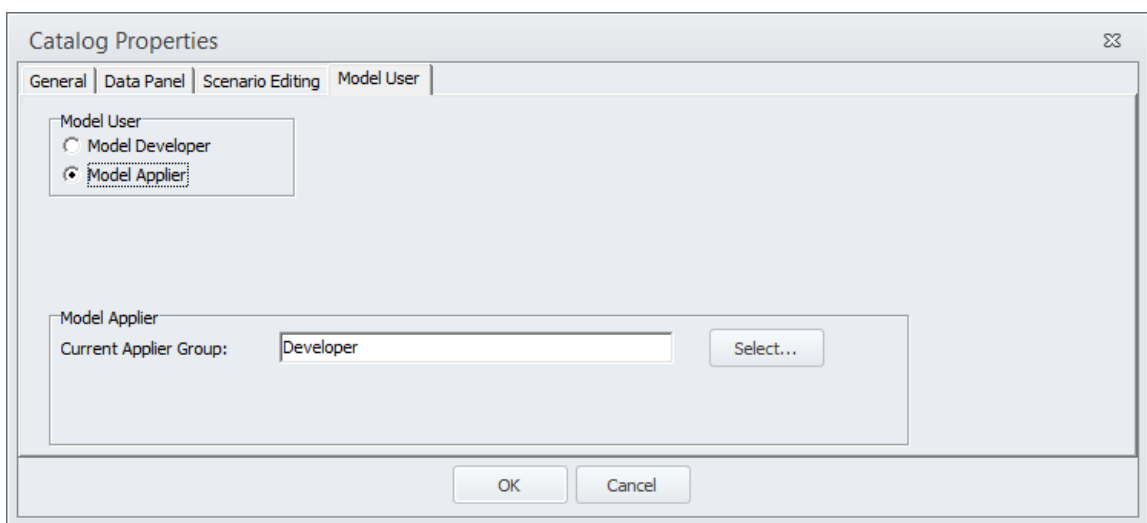 Catalog Properties
General Data Panel Scenario Editing Model User
Model User
Model Developer
Model Applier
Model Applier
Current Applier Group: Developer Select...
OK Cancel